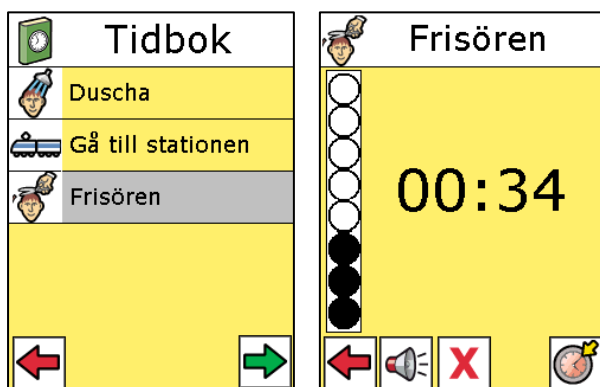 Tidbok
Duscha
Gå till stationen
Frisören
Frisören
00:34